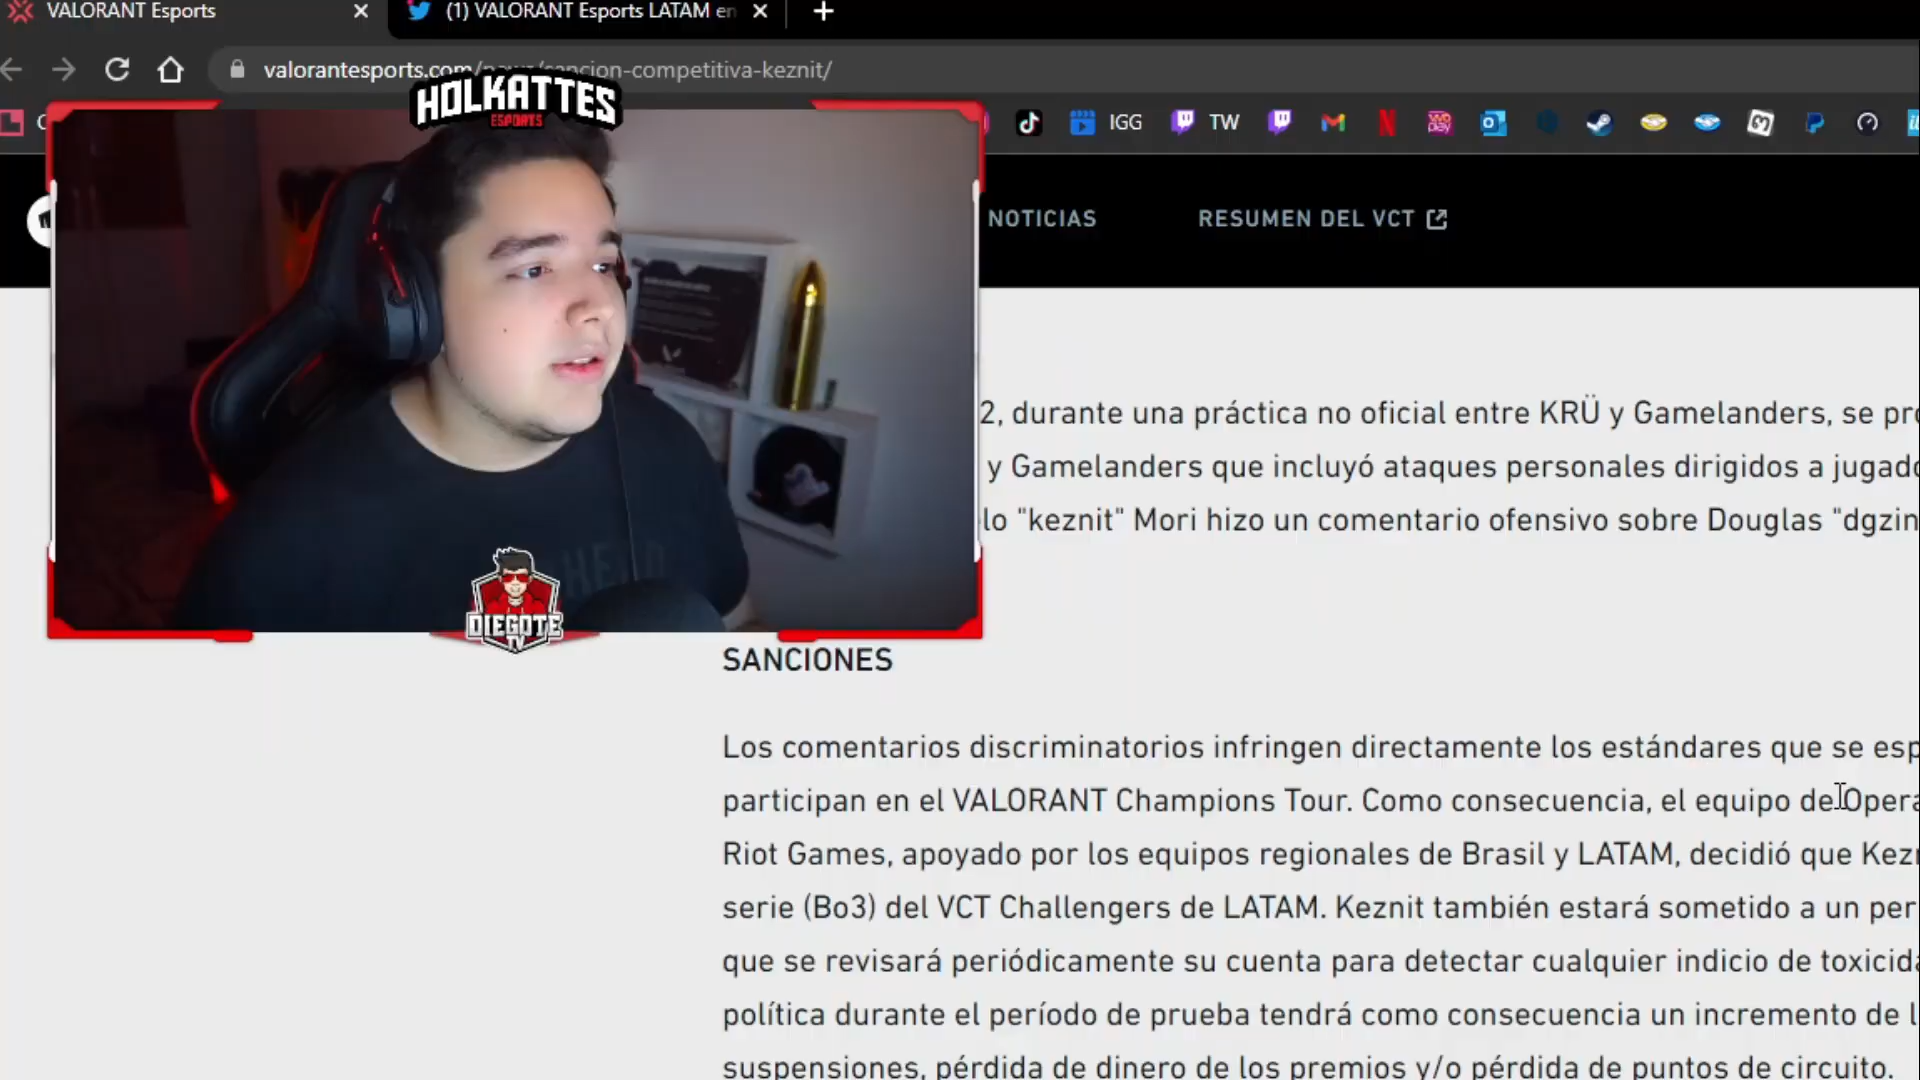 VALORANT Esports
(1) VALORANT Esports LATAM en
valorantesports.com/news/sancion-competitiva-keznit/
IGG
TW
HOLKATTES
ESPORTS
NOTICIAS
RESUMEN DEL VCT
2, durante una práctica no oficial entre KRÜ y Gamelanders, se pro
y Gamelanders que incluyó ataques personales dirigidos a jugado
lo "keznit" Mori hizo un comentario ofensivo sobre Douglas "dgzin
DIEGOTE
TV
SANCIONES
Los comentarios discriminatorios infringen directamente los estándares que se esp
participan en el VALORANT Champions Tour. Como consecuencia, el equipo de Opera
Riot Games, apoyado por los equipos regionales de Brasil y LATAM, decidió que Kezn
serie (Bo3) del VCT Challengers de LATAM. Keznit también estará sometido a un per
que se revisará periódicamente su cuenta para detectar cualquier indicio de toxicida
política durante el período de prueba tendrá como consecuencia un incremento de l
suspensiones, pérdida de dinero de los premios y/o pérdida de puntos de circuito.